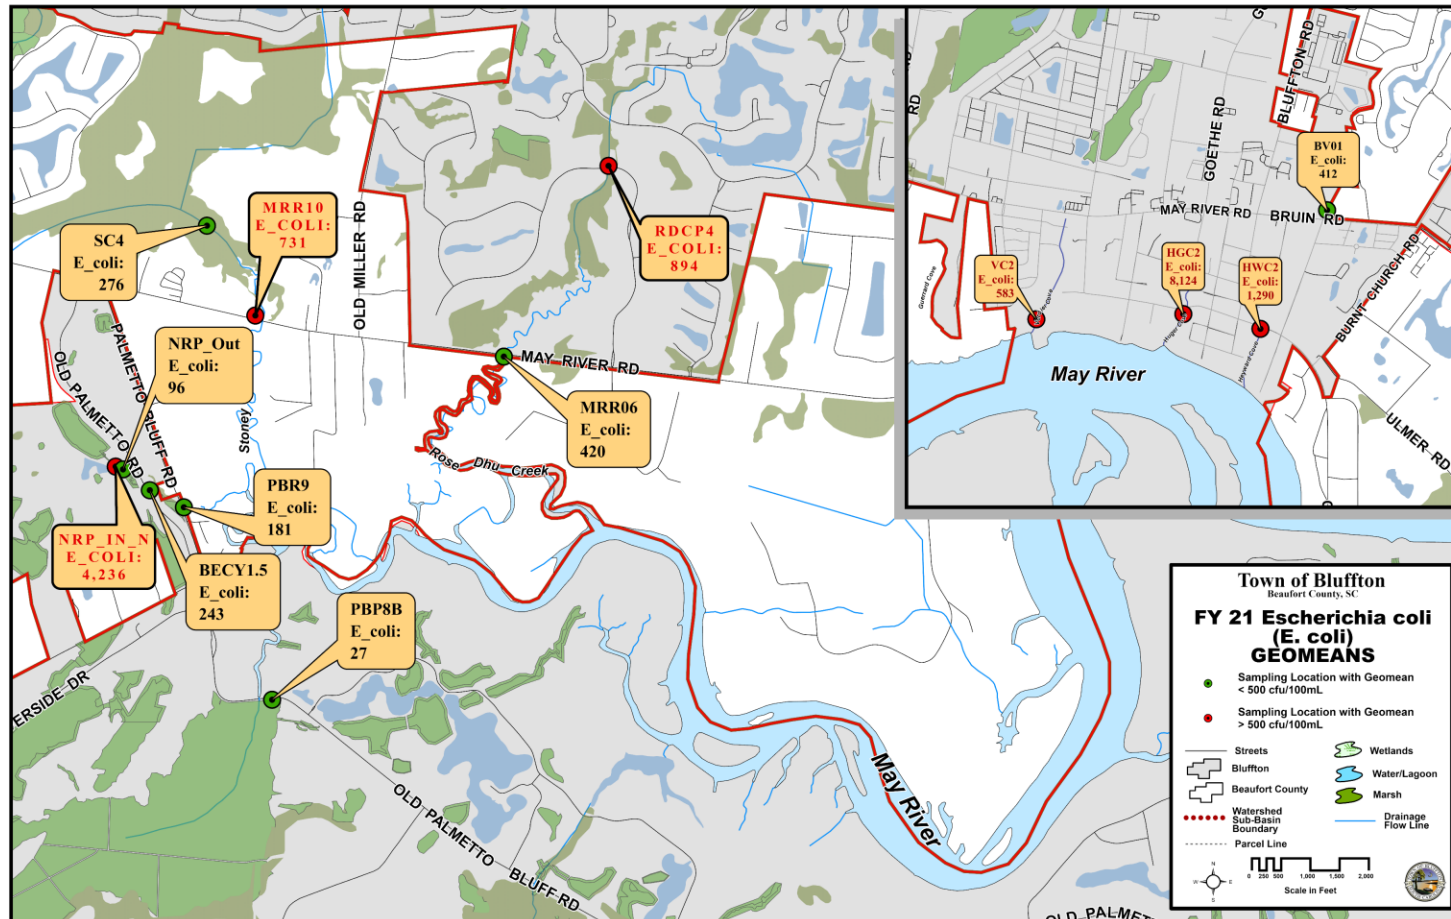 SC4
E_coli:
276
MRR10
E_COLI:
731
OLD MILLER RD
RDCP4
E_COLI:
894
NRP_Out
E_coli:
96
PALMETTO BLUFF RD
OLD PALMETTO RD
Stoney
MAY RIVER RD
MRR06
E_coli:
420
Rose Dhu Creek
PBR9
E_coli:
181
NRP_IN_N
E_COLI:
4,236
BECY1.5
E_coli:
243
PBP8B
E_coli:
27
ERSIDE DR
OLD PALMETTO BLUFF RD
May River
OLD PALME
RD
GOETHE RD
BLUFFTON RD
BV01
E_coli:
412
MAY RIVER RD
BRUIN RD
Guerrard Cove
VC2
E_coli:
583
HGC2
E_coli:
8,124
HWC2
E_coli:
1,290
Heyward Cove
BURNT CHURCH RD
May River
ULMER RD
Town of Bluffton
Beaufort County, SC
FY 21 Escherichia coli
(E. coli)
GEOMEANS
Sampling Location with Geomean
< 500 cfu/100mL
Sampling Location with Geomean
> 500 cfu/100mL
Streets
Bluffton
Beaufort County
Watershed
Sub-Basin
Boundary
Parcel Line
Wetlands
Water/Lagoon
Marsh
Drainage
Flow Line
N
W E
S
0 250 500 1,000 1,500 2,000
Scale in Feet